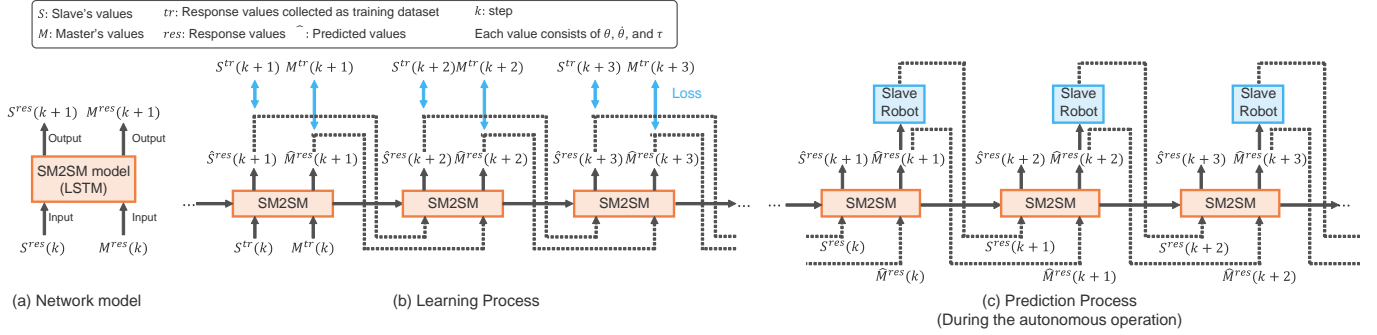 S: Slave's values tr: Response values collected as training dataset k: step
M: Master's values res: Response values ^: Predicted values Each value consists of θ, θ̇, and τ
S^{res}(k+1) M^{res}(k+1)
Output Output
SM2SM model
(LSTM)
Input Input
S^{res}(k) M^{res}(k)
(a) Network model
S^{tr}(k+1) M^{tr}(k+1) S^{tr}(k+2) M^{tr}(k+2) S^{tr}(k+3) M^{tr}(k+3)
Loss
Ŝ^{res}(k+1) M̂^{res}(k+1) Ŝ^{res}(k+2) M̂^{res}(k+2) Ŝ^{res}(k+3) M̂^{res}(k+3)
... SM2SM SM2SM SM2SM ...
S^{tr}(k) M^{tr}(k)
(b) Learning Process
Slave Slave Slave
Robot Robot Robot
Ŝ^{res}(k+1) M̂^{res}(k+1) Ŝ^{res}(k+2) M̂^{res}(k+2) Ŝ^{res}(k+3) M̂^{res}(k+3)
... SM2SM SM2SM SM2SM ...
S^{res}(k) S^{res}(k+1) S^{res}(k+2)
M̂^{res}(k) M̂^{res}(k+1) M̂^{res}(k+2)
(c) Prediction Process
(During the autonomous operation)